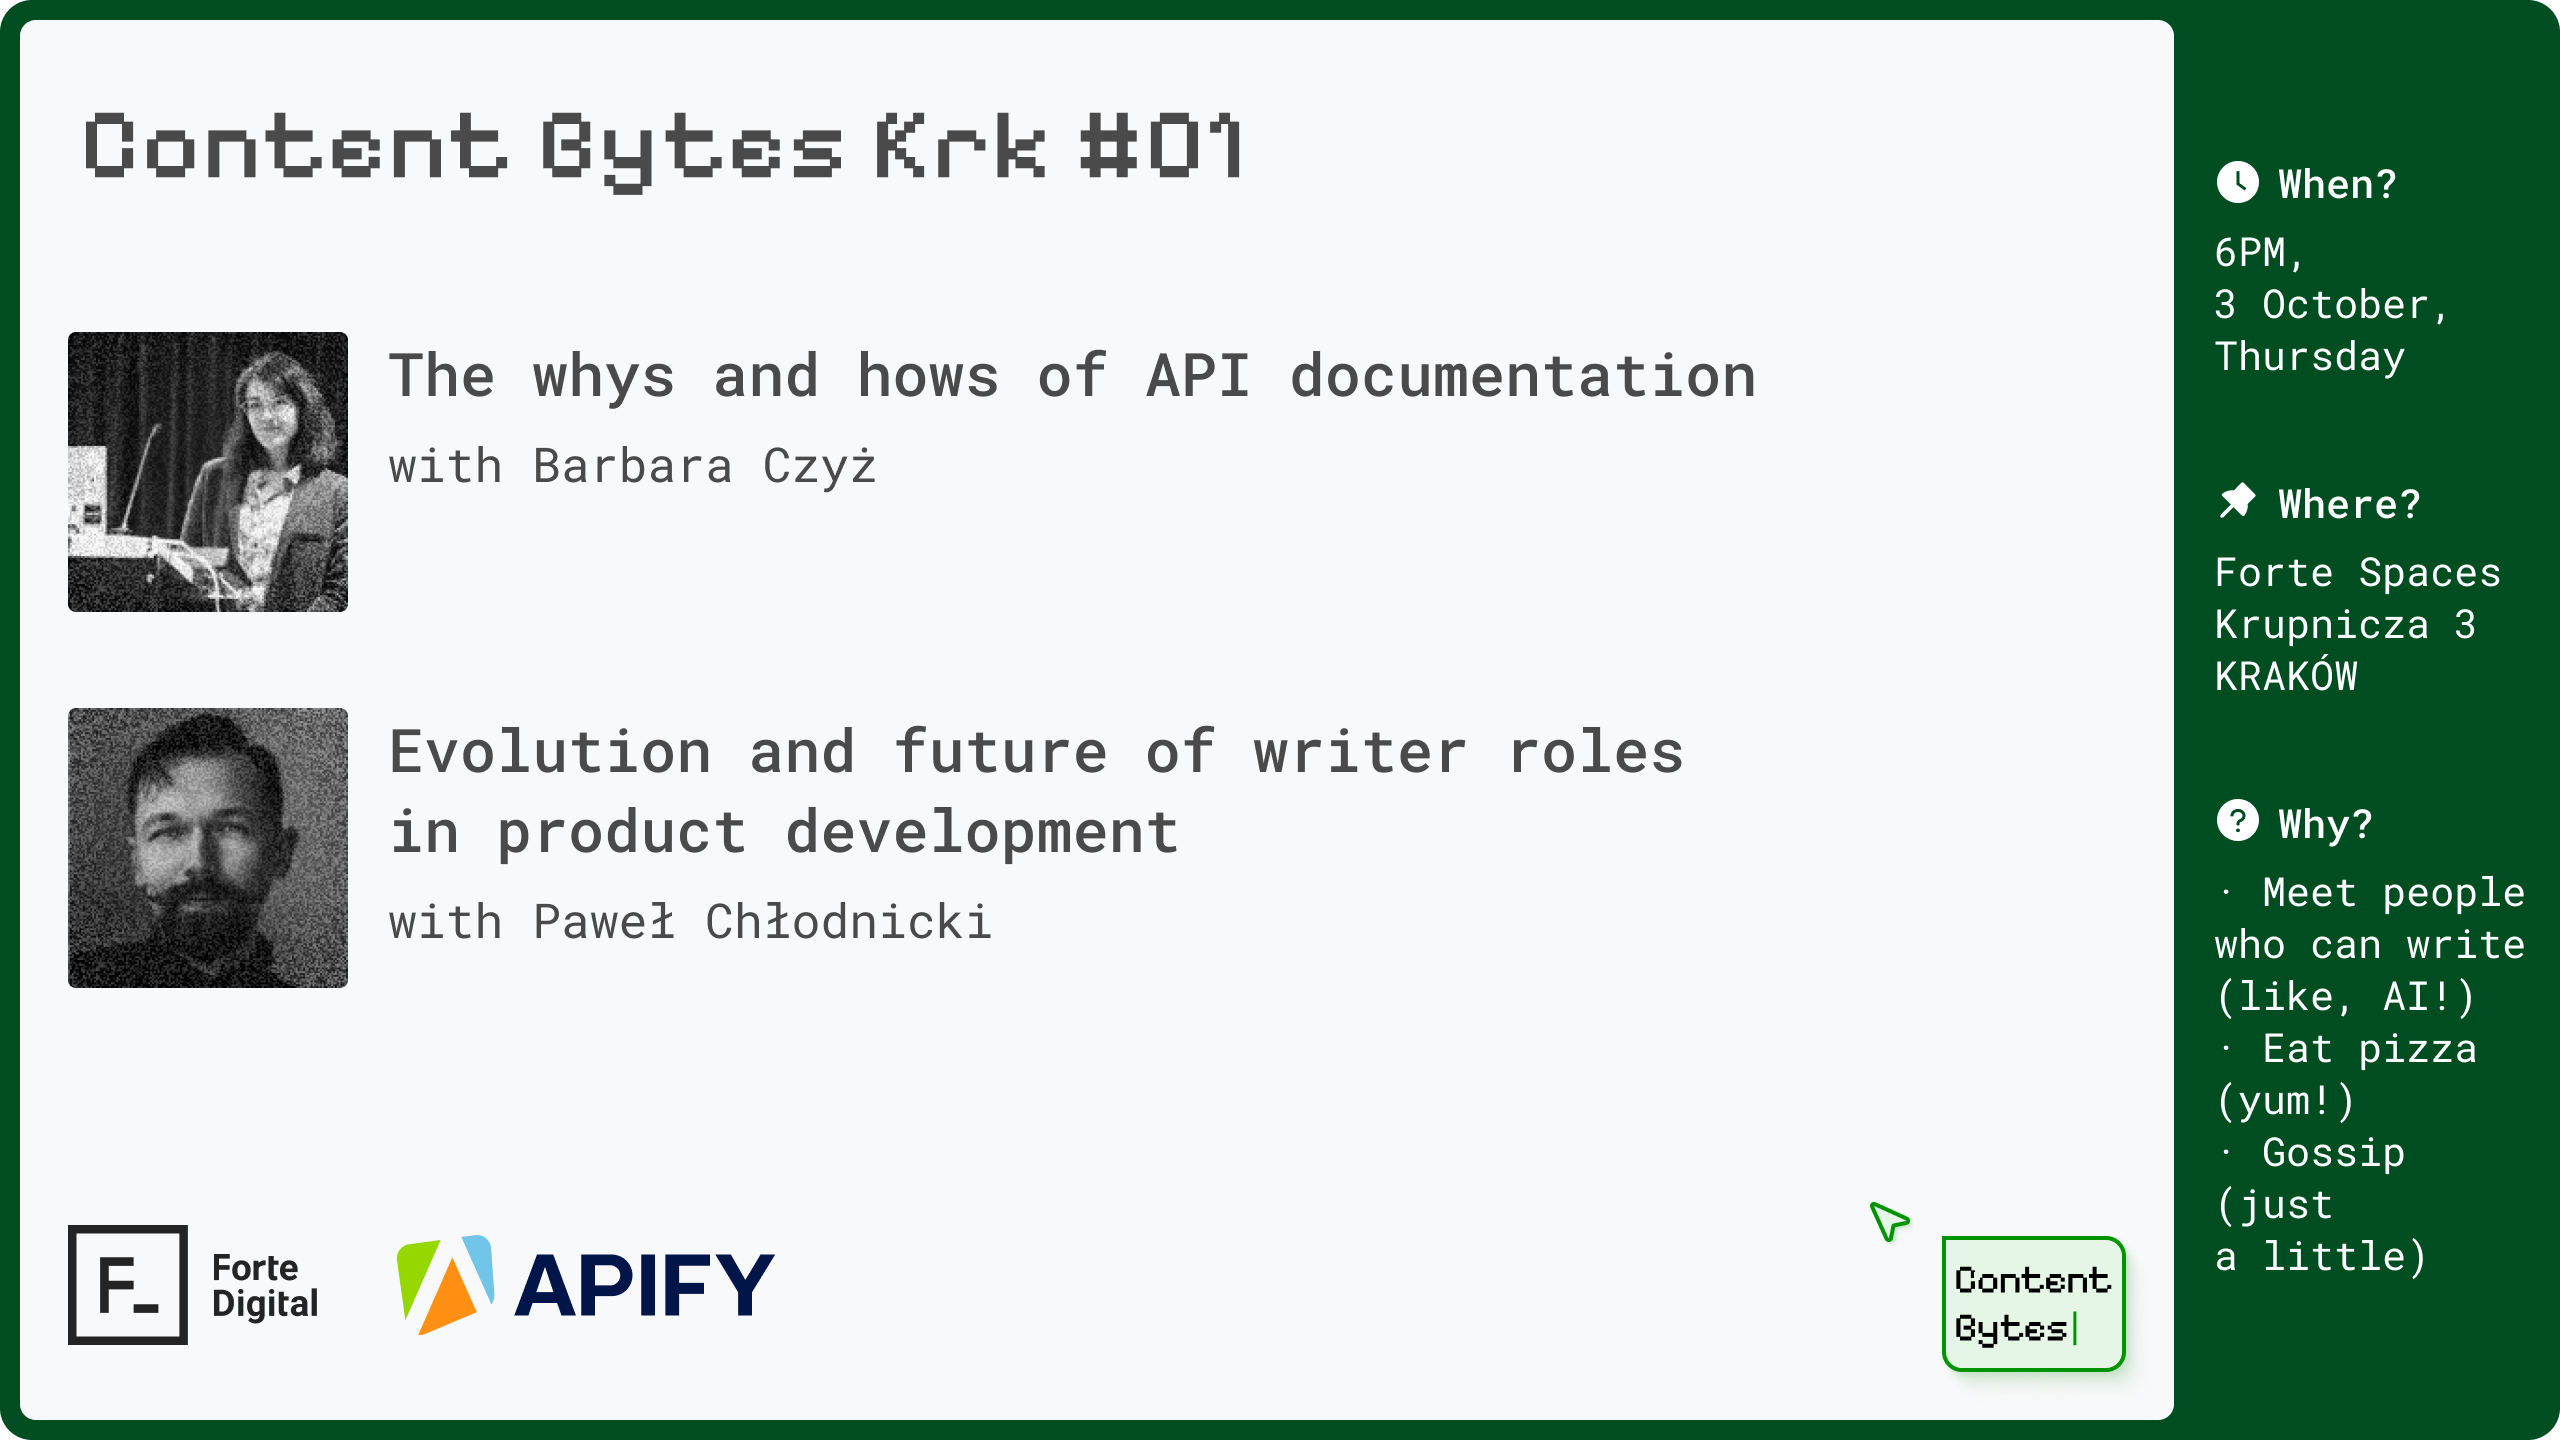 Content Bytes Krk #01
The whys and hows of API documentation
with Barbara Czyż
Evolution and future of writer roles
in product development
with Paweł Chłodnicki
F_
Forte
Digital
APIFY
Content
Bytes|
When?
6PM,
3 October,
Thursday
Where?
Forte Spaces
Krupnicza 3
KRAKÓW
Why?
· Meet people
who can write
(like, AI!)
· Eat pizza
(yum!)
· Gossip
(just
a little)